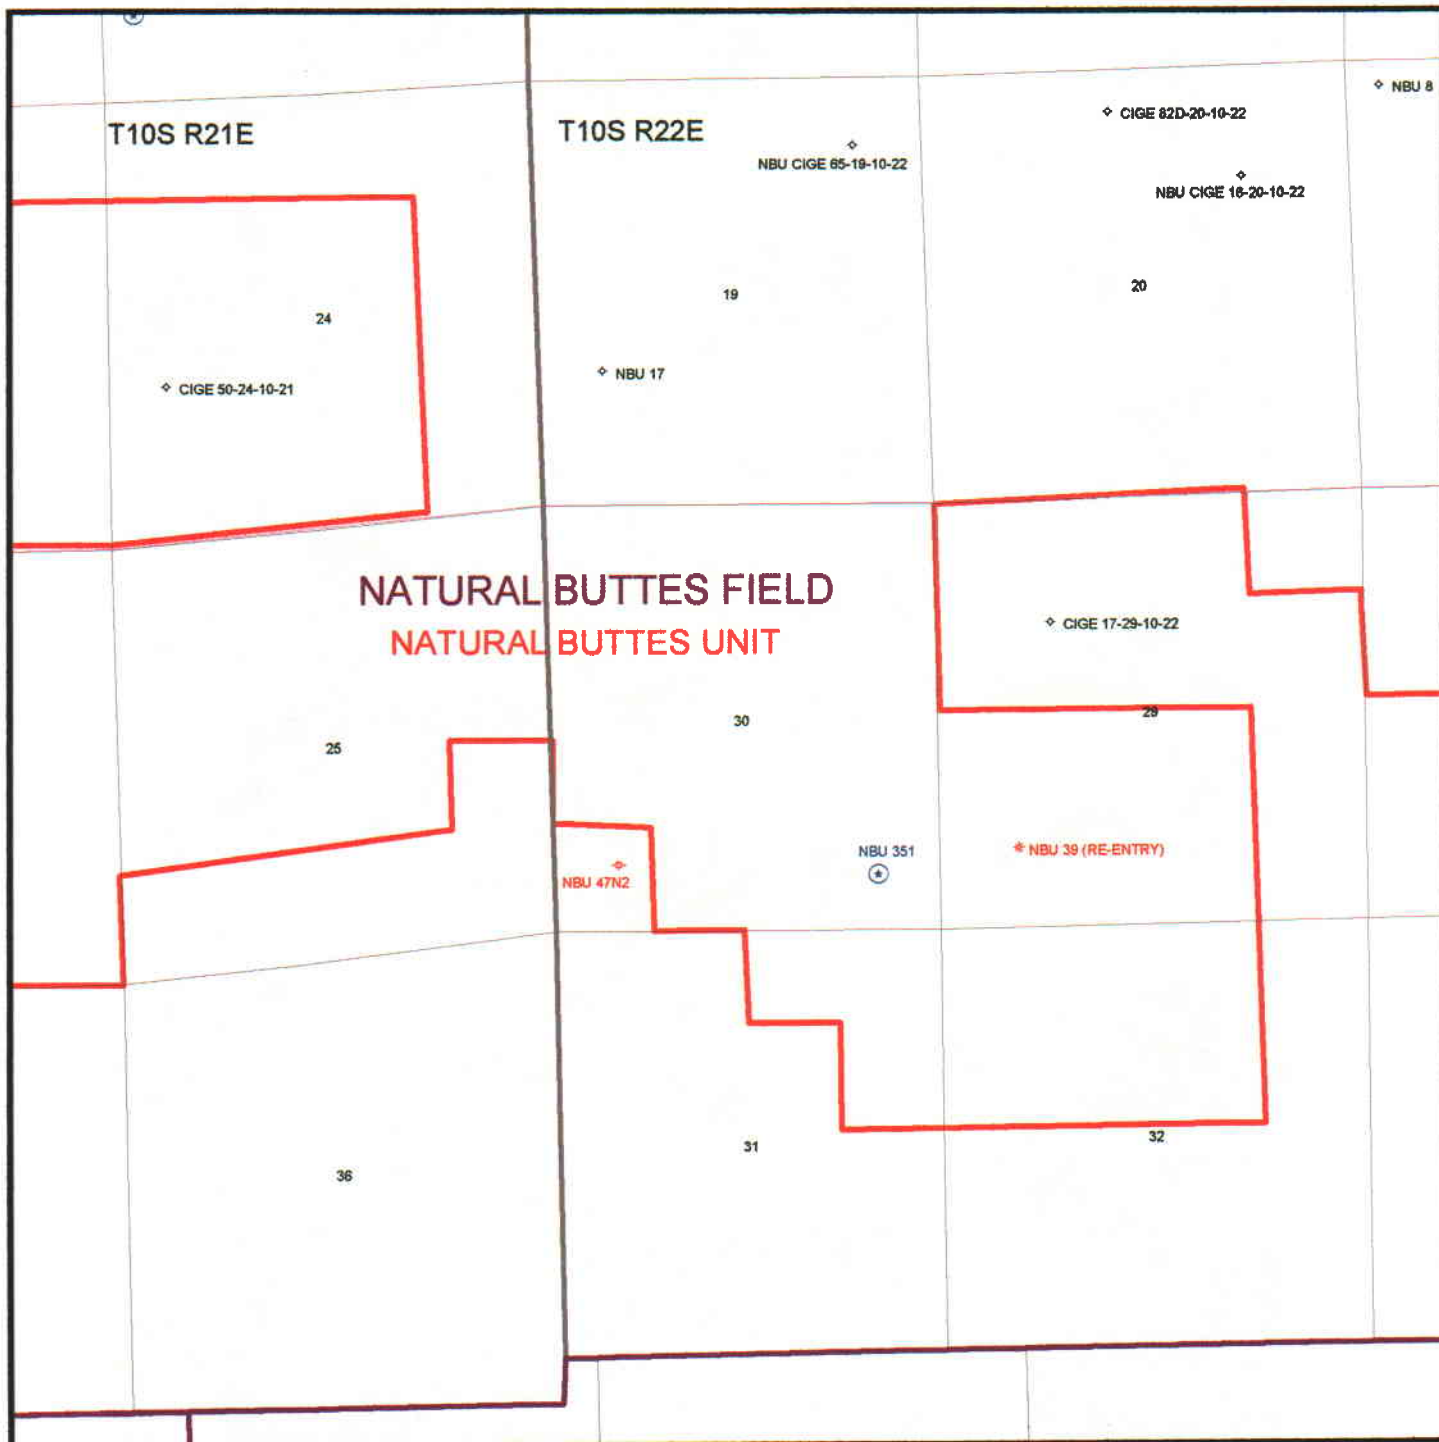 NBU 8
CIGE 82D-20-10-22
T10S R21E
T10S R22E
NBU CIGE 65-19-10-22
NBU CIGE 16-20-10-22
20
19
24
NBU 17
CIGE 50-24-10-21
NATURAL BUTTES FIELD
CIGE 17-29-10-22
NATURAL BUTTES UNIT
29
30
25
NBU 351
NBU 39 (RE-ENTRY)
NBU 47N2
32
31
36